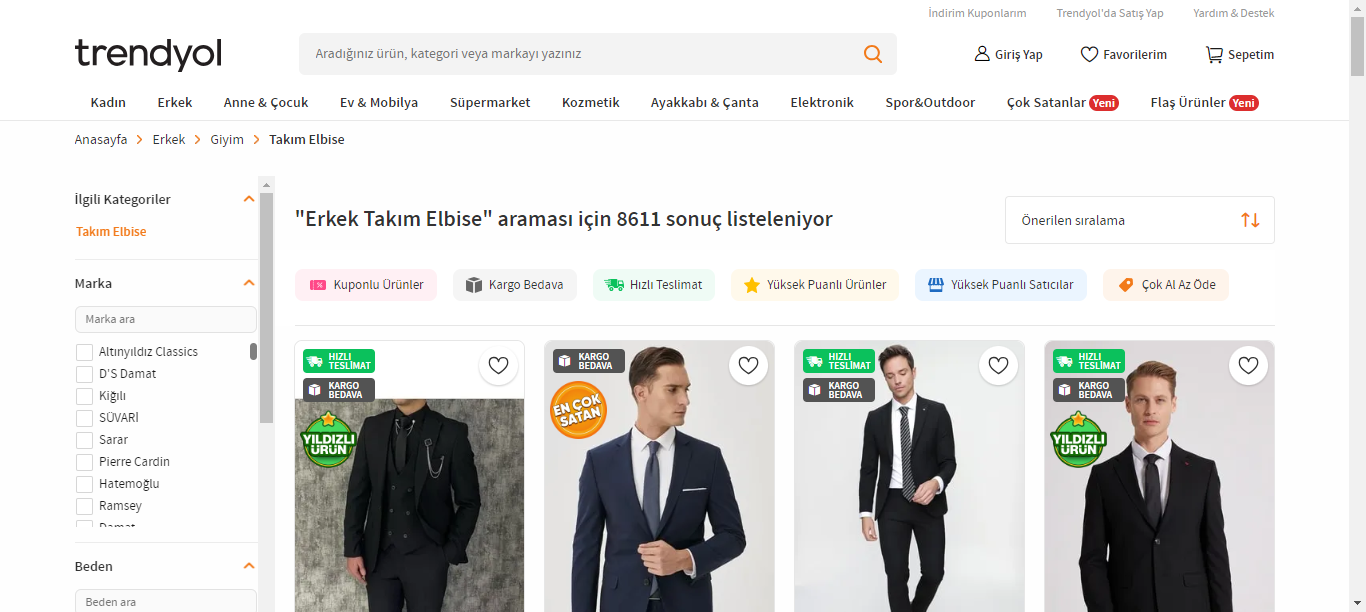 İndirim Kuponlarım Trendyol'da Satış Yap Yardım & Destek
trendyol
Aradığınız ürün, kategori veya markayı yazınız
Giriş Yap Favorilerim Sepetim
Kadın Erkek Anne & Çocuk Ev & Mobilya Süpermarket Kozmetik Ayakkabı & Çanta Elektronik Spor&Outdoor Çok Satanlar Yeni Flaş Ürünler Yeni
Anasayfa Erkek Giyim Takım Elbise
İlgili Kategoriler
Takım Elbise
Marka
Marka ara
Altınyıldız Classics
D'S Damat
Kiğılı
SÜVARİ
Sarar
Pierre Cardin
Hatemoğlu
Ramsey
Damat
Beden
Beden ara
"Erkek Takım Elbise" araması için 8611 sonuç listeleniyor
Önerilen sıralama
Kuponlu Ürünler Kargo Bedava Hızlı Teslimat Yüksek Puanlı Ürünler Yüksek Puanlı Satıcılar Çok Al Az Öde
HIZLI
TESLİMAT
KARGO
BEDAVA
YILDIZLI
ÜRÜN
KARGO
BEDAVA
EN ÇOK
SATAN
HIZLI
TESLİMAT
KARGO
BEDAVA
HIZLI
TESLİMAT
KARGO
BEDAVA
YILDIZLI
ÜRÜN